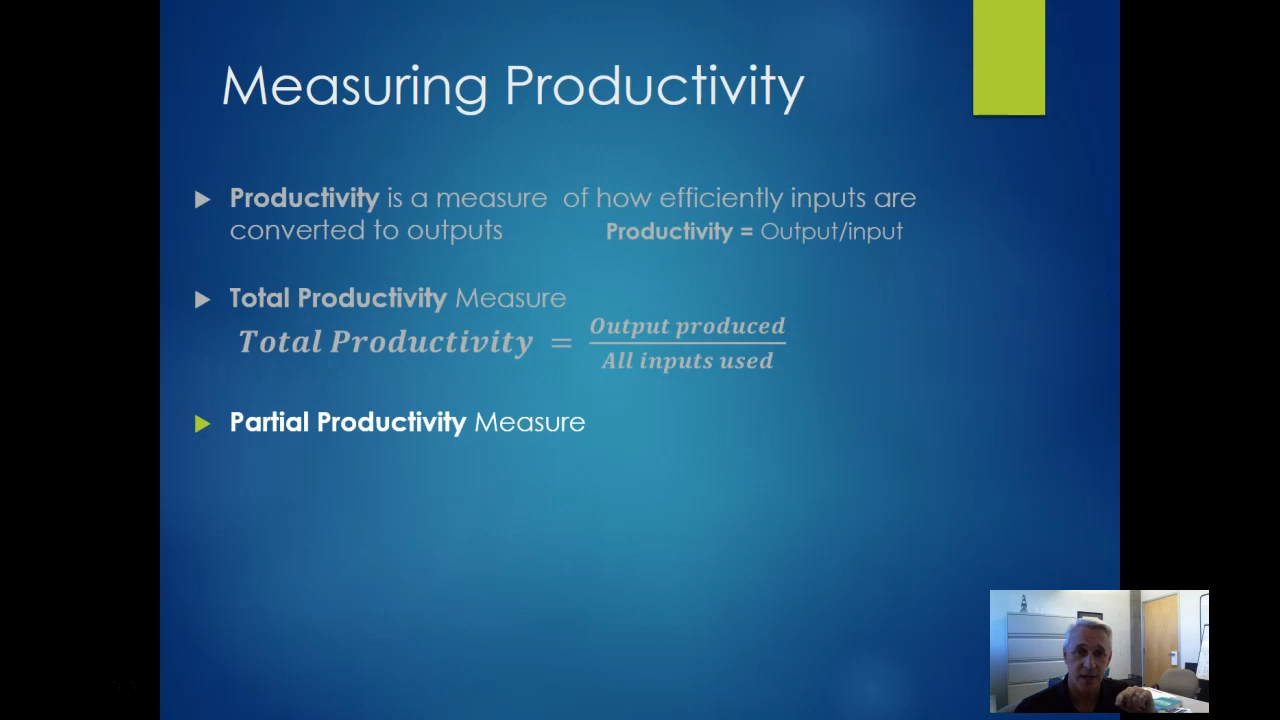 Measuring Productivity
Productivity is a measure of how efficiently inputs are
converted to outputs Productivity = Output/input
Total Productivity Measure
Total Productivity = Output produced
All inputs used
Partial Productivity Measure